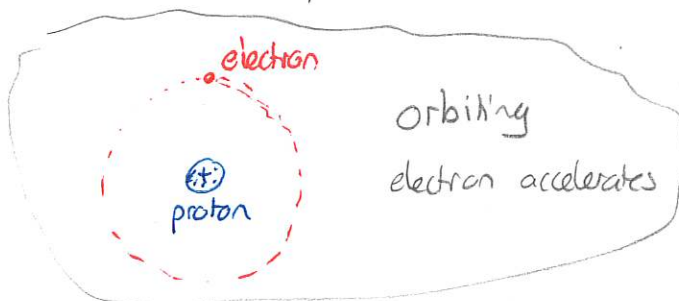 electron
orbiting
+
electron accelerates
proton